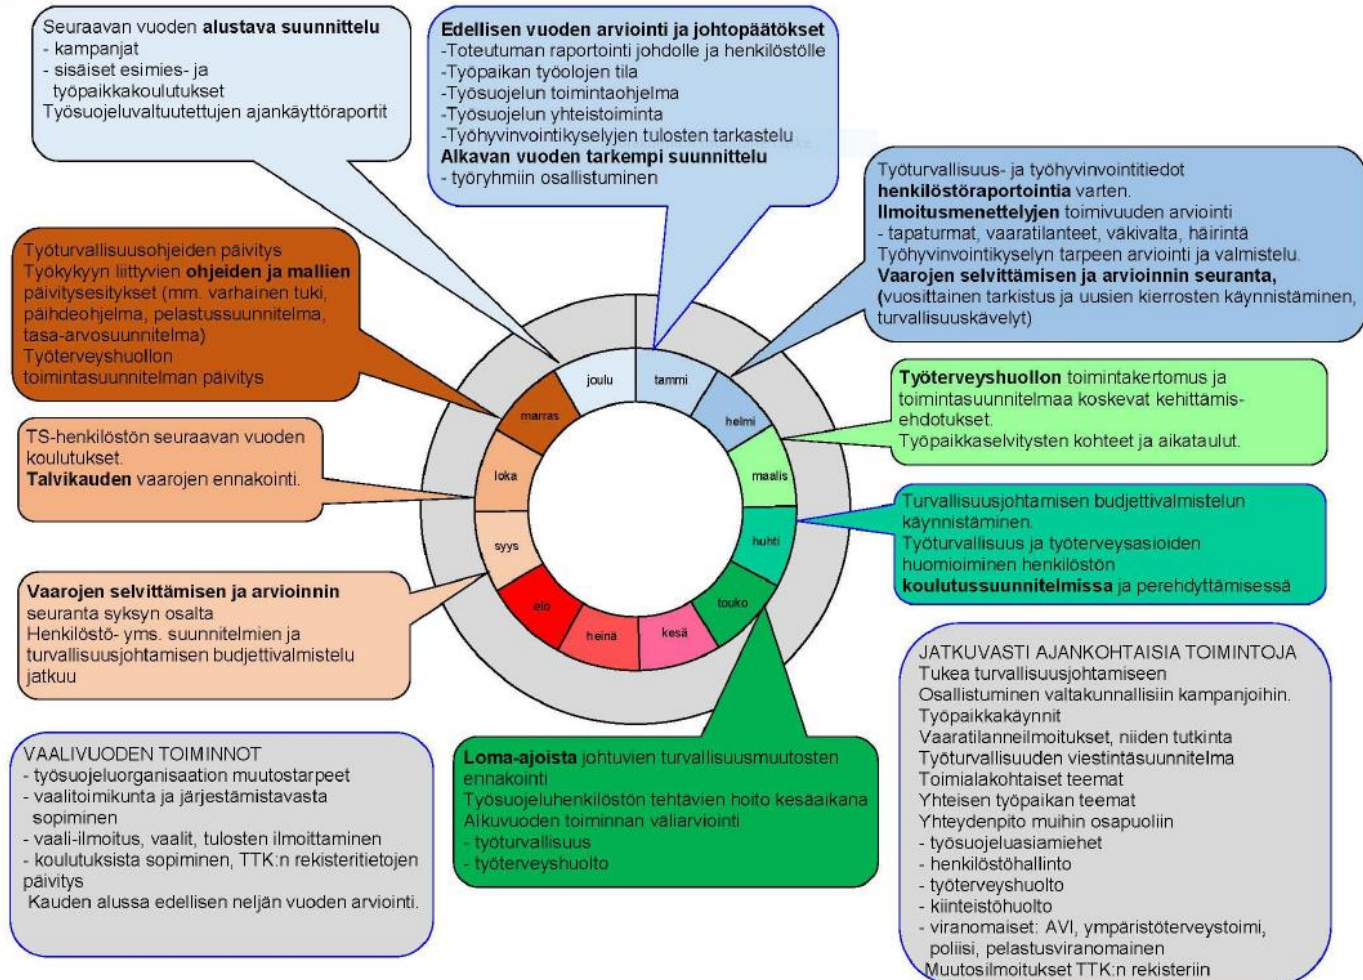 Seuraavan vuoden alustava suunnittelu
- kampanjat
- sisäiset esimies- ja
työpaikkakoulutukset
Työsuojeluvaltuutettujen ajankäyttöraportit
Edellisen vuoden arviointi ja johtopäätökset
-Toteutuman raportointi johdolle ja henkilöstölle
-Työpaikan työolojen tila
-Työsuojelun toimintaohjelma
-Työsuojelun yhteistoiminta
-Työhyvinvointikyselyjen tulosten tarkastelu
Alkavan vuoden tarkempi suunnittelu
- työryhmiin osallistuminen
Työturvallisuus- ja työhyvinvointitiedot
henkilöstöraportointia varten.
Ilmoitusmenettelyjen toimivuuden arviointi
- tapaturmat, vaaratilanteet, väkivalta, häirintä
Työhyvinvointikyselyn tarpeen arviointi ja valmistelu.
Vaarojen selvittämisen ja arvioinnin seuranta,
(vuosittainen tarkistus ja uusien kierrosten käynnistäminen,
turvallisuuskävelyt)
Työturvallisuusohjeiden päivitys
Työkykyyn liittyvien ohjeiden ja mallien
päivitysesitykset (mm. varhainen tuki,
päihdeohjelma, pelastussuunnitelma,
tasa-arvosuunnitelma)
Työterveyshuollon
toimintasuunnitelman päivitys
Työterveyshuollon toimintakertomus ja
toimintasuunnitelmaa koskevat kehittämis-
ehdotukset.
Työpaikkaselvitysten kohteet ja aikataulut.
TS-henkilöstön seuraavan vuoden
koulutukset.
Talvikauden vaarojen ennakointi.
Turvallisuusjohtamisen budjettivalmistelun
käynnistäminen.
Työturvallisuus ja työterveysasioiden
huomioiminen henkilöstön
koulutussuunnitelmissa ja perehdyttämisessä
joulu
tammi
helmi
maalis
huhti
touko
kesä
heinä
elo
syys
loka
marras
Vaarojen selvittämisen ja arvioinnin
seuranta syksyn osalta
Henkilöstö- yms. suunnitelmien ja
turvallisuusjohtamisen budjettivalmistelu
jatkuu
VAALIVUODEN TOIMINNOT
- työsuojeluorganisaation muutostarpeet
- vaalitoimikunta ja järjestämistavasta
sopiminen
- vaali-ilmoitus, vaalit, tulosten ilmoittaminen
- koulutuksista sopiminen, TTK:n rekisteritietojen
päivitys
Kauden alussa edellisen neljän vuoden arviointi.
Loma-ajoista johtuvien turvallisuusmuutosten
ennakointi
Työsuojeluhenkilöstön tehtävien hoito kesäaikana
Alkuvuoden toiminnan väliarviointi
- työturvallisuus
- työterveyshuolto
JATKUVASTI AJANKOHTAISIA TOIMINTOJA
Tukea turvallisuusjohtamiseen
Osallistuminen valtakunnallisiin kampanjoihin.
Työpaikkakäynnit
Vaaratilanneilmoitukset, niiden tutkinta
Työturvallisuuden viestintäsuunnitelma
Toimialakohtaiset teemat
Yhteisen työpaikan teemat
Yhteydenpito muihin osapuoliin
- työsuojeluasiamiehet
- henkilöstöhallinto
- työterveyshuolto
- kiinteistöhuolto
- viranomaiset: AVI, ympäristöterveystoimi,
poliisi, pelastusviranomainen
Muutosilmoitukset TTK:n rekisteriin